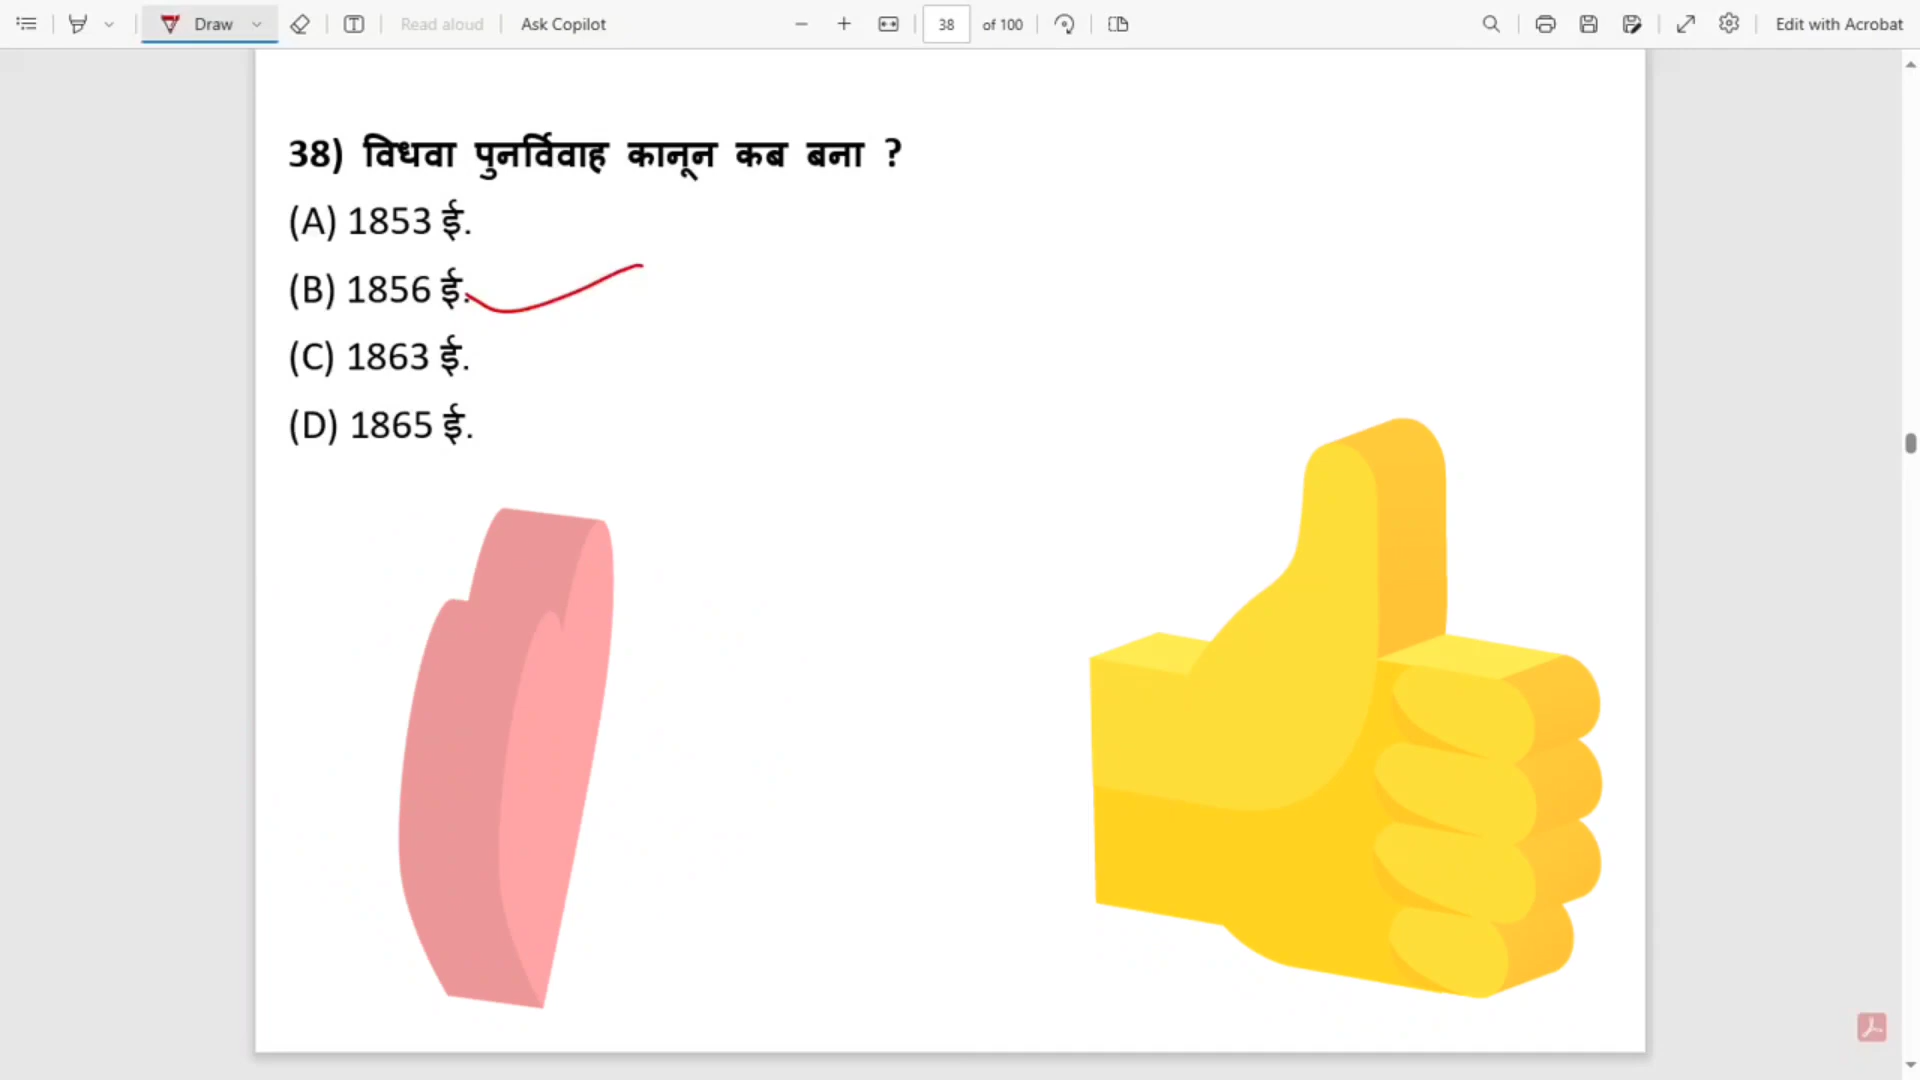 Draw
Read aloud
Ask Copilot
38
of 100
Edit with Acrobat
38) विधवा पुनर्विवाह कानून कब बना ?
(A) 1853 ई.
(B) 1856 ई.
(C) 1863 ई.
(D) 1865 ई.